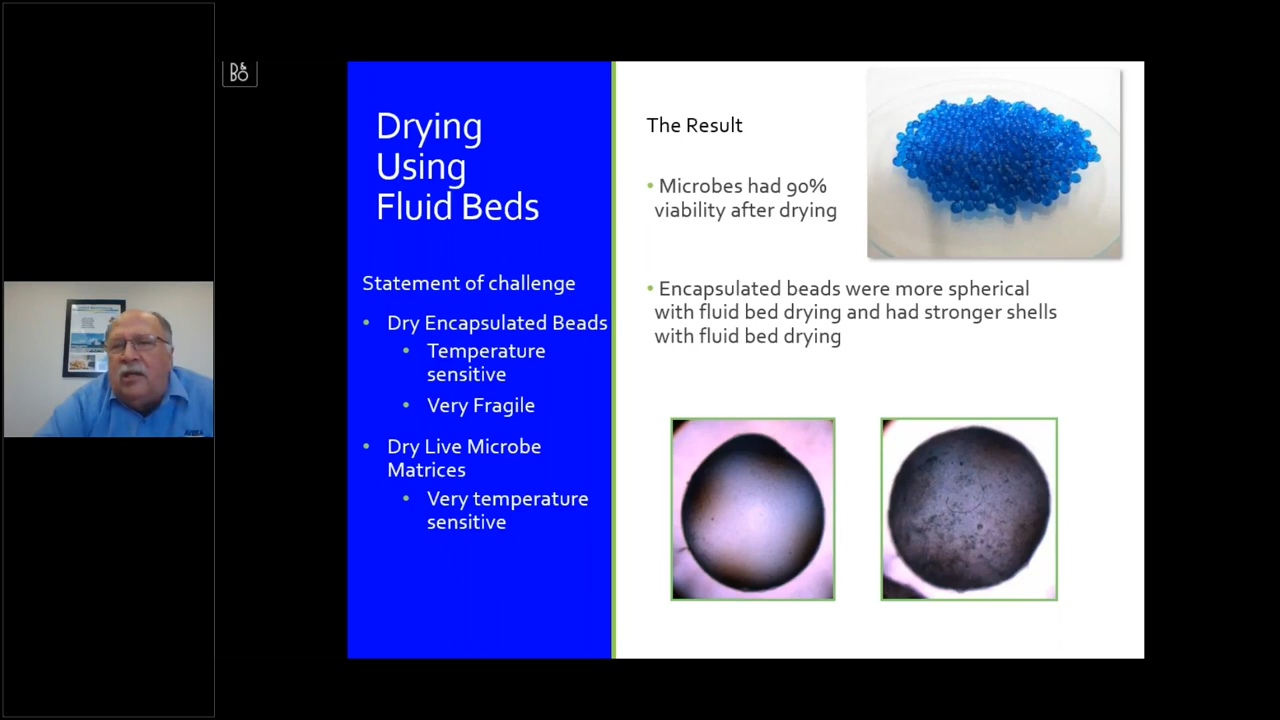 B&
BO
Drying
Using
Fluid Beds
Statement of challenge
• Dry Encapsulated Beads
• Temperature
sensitive
• Very Fragile
• Dry Live Microbe
Matrices
• Very temperature
sensitive
The Result
• Microbes had 90%
viability after drying
• Encapsulated beads were more spherical
with fluid bed drying and had stronger shells
with fluid bed drying